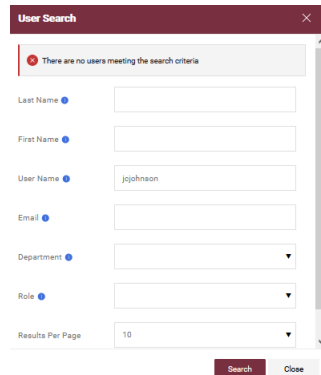 User Search
There are no users meeting the search criteria
Last Name
First Name
User Name jcjohnson
Email
Department
Role
Results Per Page 10
Search Close